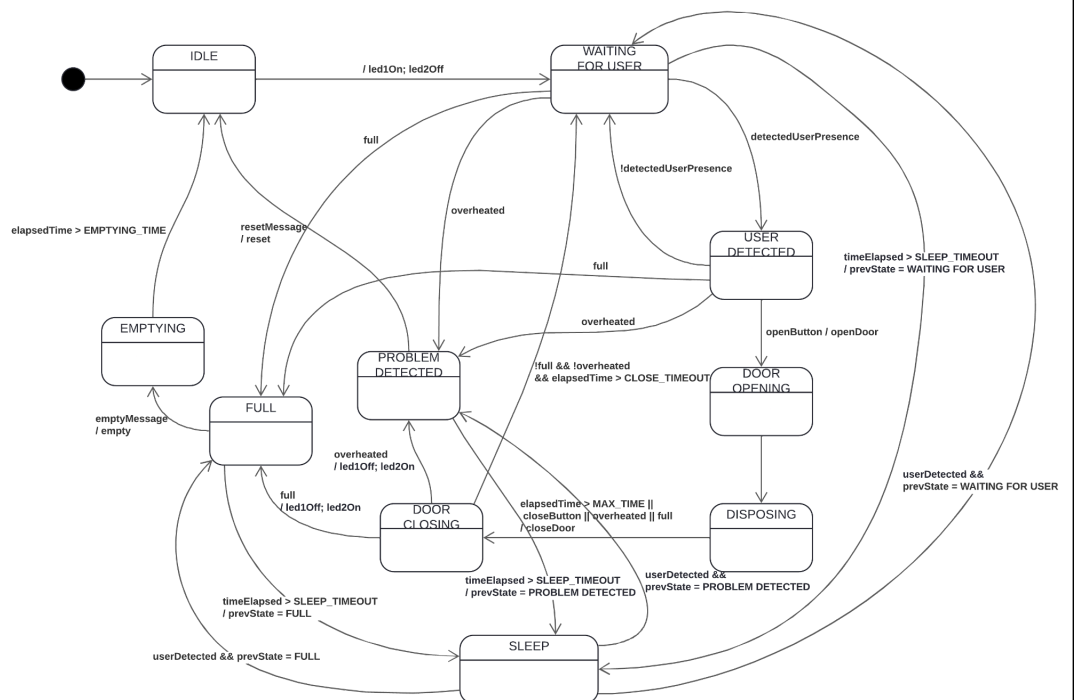 IDLE
WAITING
FOR USER
/ led1On; led2Off
full
detectedUserPresence
!detectedUserPresence
overheated
elapsedTime > EMPTYING_TIME
resetMessage
/ reset
USER
DETECTED
timeElapsed > SLEEP_TIMEOUT
/ prevState = WAITING FOR USER
full
overheated
openButton / openDoor
EMPTYING
PROBLEM
DETECTED
!full && !overheated
&& elapsedTime > CLOSE_TIMEOUT
DOOR
OPENING
FULL
emptyMessage
/ empty
overheated
/ led1Off; led2On
userDetected &&
prevState = WAITING FOR USER
full
/ led1Off; led2On
DOOR
CLOSING
elapsedTime > MAX_TIME ||
closeButton || overheated || full
/ closeDoor
DISPOSING
timeElapsed > SLEEP_TIMEOUT
/ prevState = PROBLEM DETECTED
userDetected &&
prevState = PROBLEM DETECTED
timeElapsed > SLEEP_TIMEOUT
/ prevState = FULL
SLEEP
userDetected && prevState = FULL